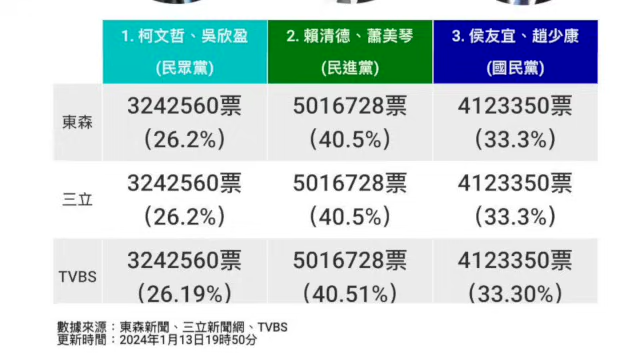 1. 柯文哲、吳欣盈 2. 賴清德、蕭美琴 3. 侯友宜、趙少康
(民眾黨) (民進黨) (國民黨)
東森 3242560票 5016728票 4123350票
(26.2%) (40.5%) (33.3%)
三立 3242560票 5016728票 4123350票
(26.2%) (40.5%) (33.3%)
TVBS 3242560票 5016728票 4123350票
(26.19%) (40.51%) (33.30%)
數據來源：東森新聞、三立新聞網、TVBS
更新時間：2024年1月13日19時50分